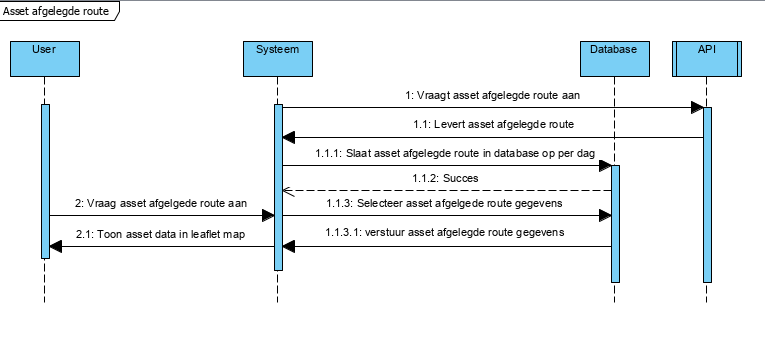 Asset afgelegde route
User
Systeem
Database
API
1: Vraagt asset afgelegde route aan
1.1: Levert asset afgelegde route
1.1.1: Slaat asset afgelegde route in database op per dag
1.1.2: Succes
2: Vraag asset afgelgede route aan
1.1.3: Selecteer asset afgelgede route gegevens
2.1: Toon asset data in leaflet map
1.1.3.1: verstuur asset afgelegde route gegevens